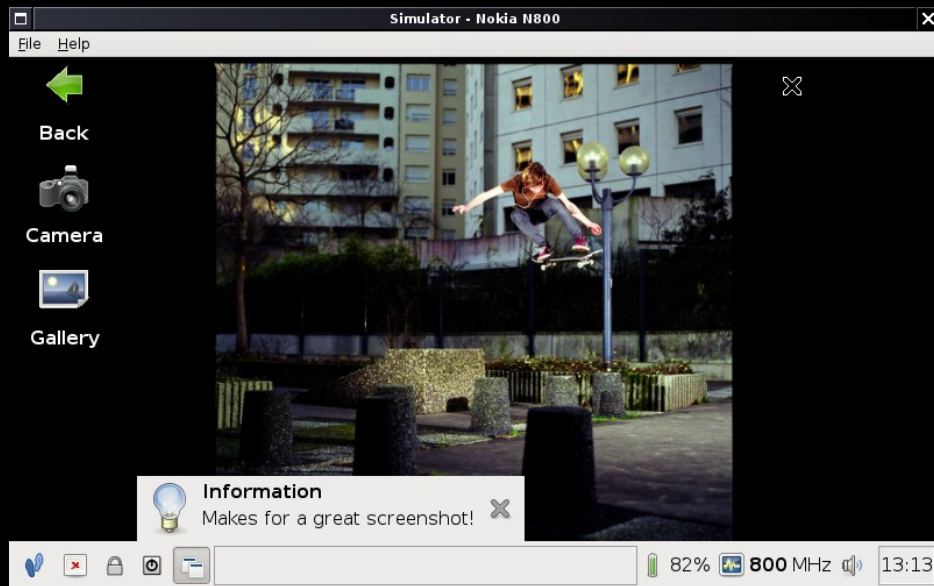 Simulator - Nokia N800
File Help
Back
Camera
Gallery
Information
Makes for a great screenshot!
82% 800 MHz 13:13